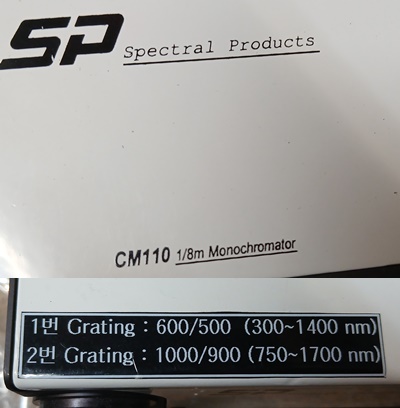 SP Spectral Products
CM110 1/8m Monochromator
1번 Grating : 600/500 (300~1400 nm)
2번 Grating : 1000/900 (750~1700 nm)